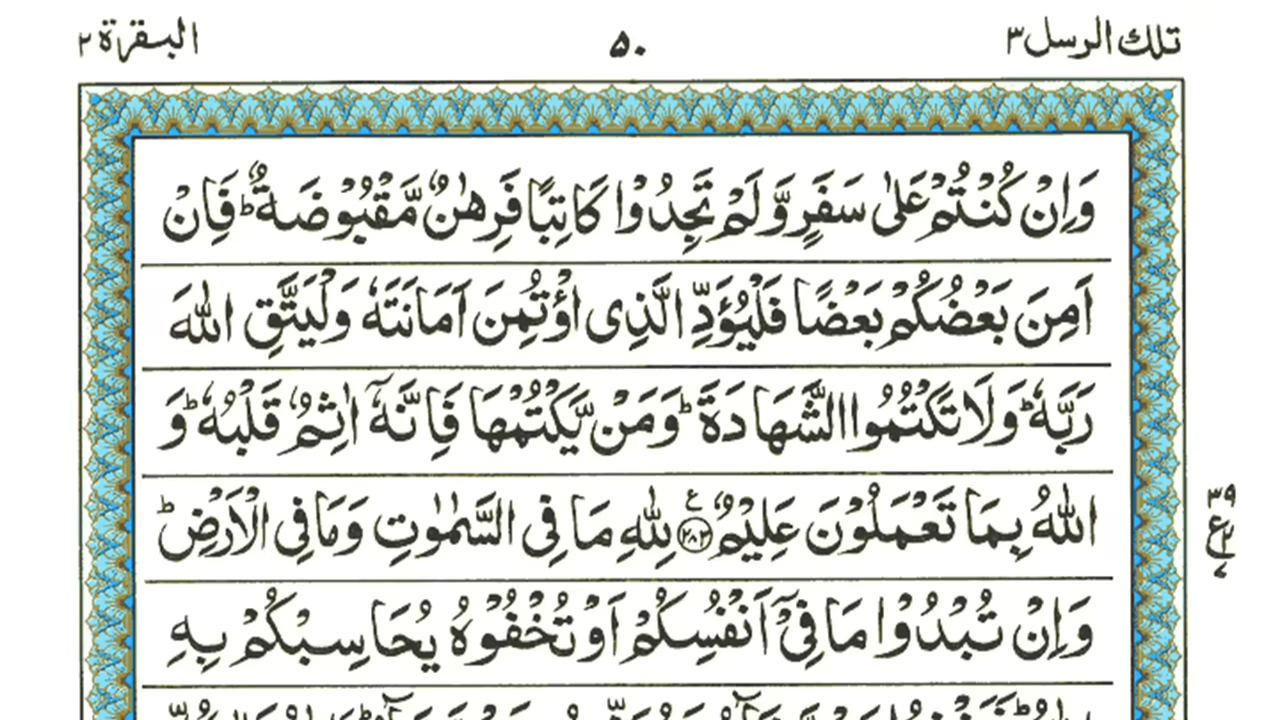 تلك الرسل ٣
٥٠
البقرة ٢
وَاِنْ كُنْتُمْ عَلٰى سَفَرٍ وَّلَمْ تَجِدُوْا كَاتِبًا فَرِهٰنٌ مَّقْبُوْضَةٌ ؕ فَاِنْ
اَمِنَ بَعْضُكُمْ بَعْضًا فَلْيُؤَدِّ الَّذِى اؤْتُمِنَ اَمَانَتَهٗ وَلْيَتَّقِ اللّٰهَ
رَبَّهٗ ؕ وَلَا تَكْتُمُوا الشَّهَادَةَ ؕ وَمَنْ يَّكْتُمْهَا فَاِنَّهٗۤ اٰثِمٌ قَلْبُهٗ ؕ وَ
اللّٰهُ بِمَا تَعْمَلُوْنَ عَلِيْمٌ ﴿٢٨٣﴾ ع لِلّٰهِ مَا فِى السَّمٰوٰتِ وَمَا فِى الْاَرْضِ ؕ
٣٩
ع
٧
وَاِنْ تُبْدُوْا مَا فِىْۤ اَنْفُسِكُمْ اَوْ تُخْفُوْهُ يُحَاسِبْكُمْ بِهِ